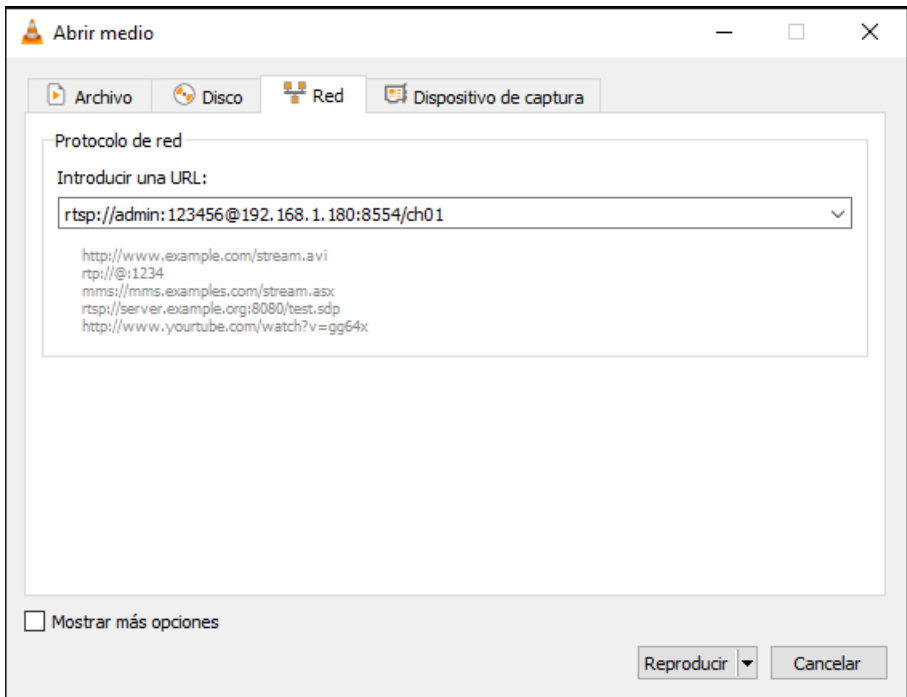 Abrir medio
Archivo
Disco
Red
Dispositivo de captura
Protocolo de red
Introducir una URL:
rtsp://admin:123456@192.168.1.180:8554/ch01
http://www.example.com/stream.avi
rtp://@:1234
mms://mms.examples.com/stream.asx
rtsp://server.example.org:8080/test.sdp
http://www.yourtube.com/watch?v=gg64x
Mostrar más opciones
Reproducir
Cancelar